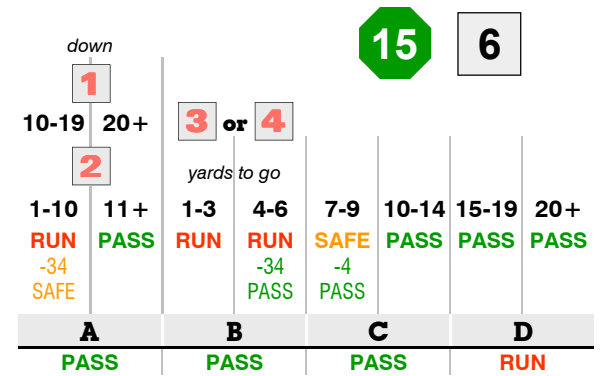 15 6
down
1
10-19 20+ 3 or 4
2 yards to go
1-10 11+ 1-3 4-6 7-9 10-14 15-19 20+
RUN PASS RUN RUN SAFE PASS PASS PASS
-34 -34 -4
SAFE PASS PASS
A B C D
PASS PASS PASS RUN